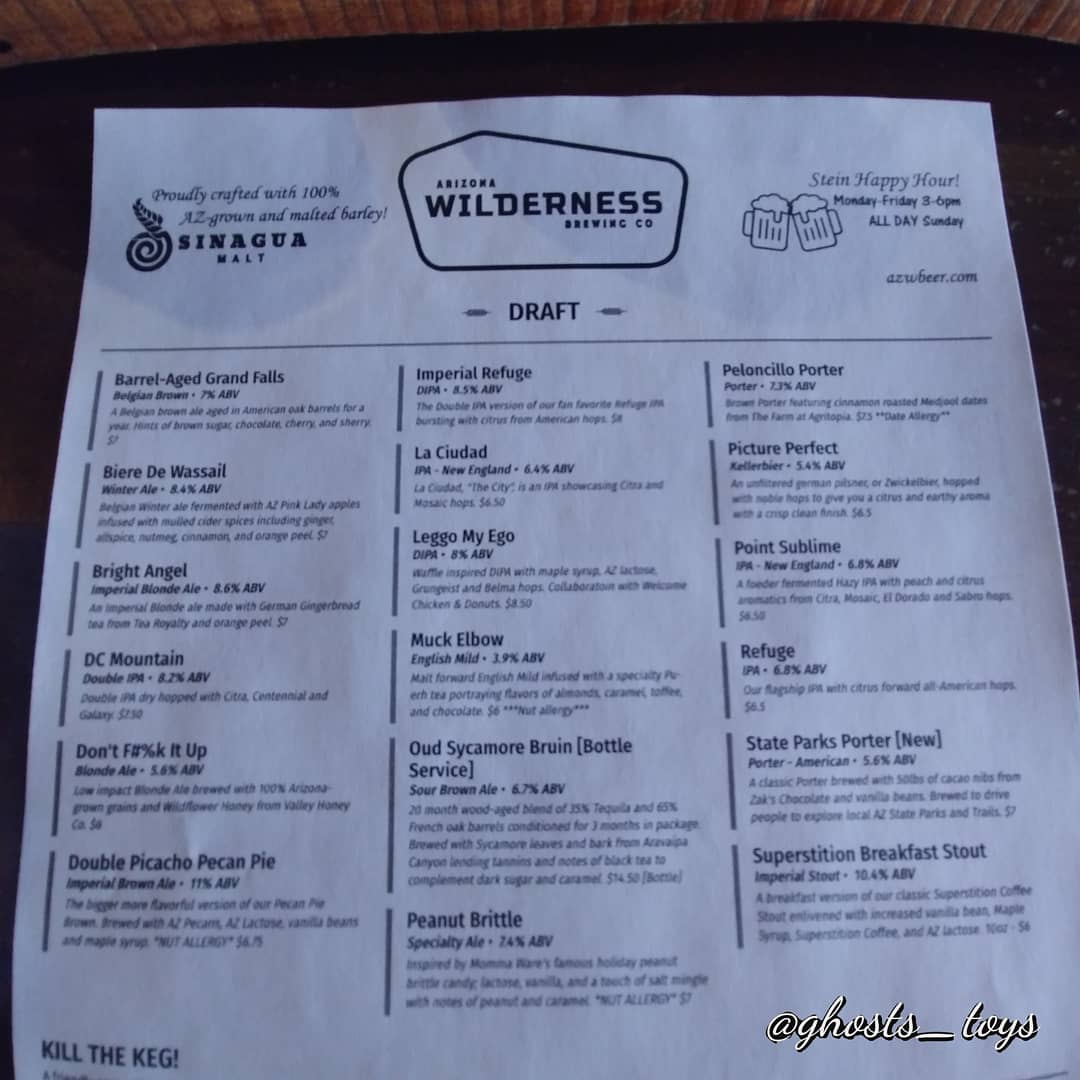 Proudly crafted with 100%
AZ-grown and malted barley!
SINAGUA
MALT
ARIZONA
WILDERNESS
BREWING CO
Stein Happy Hour!
Monday-Friday 3-6pm
ALL DAY Sunday
azwbeer.com
DRAFT
Barrel-Aged Grand Falls
Belgian Brown • 7% ABV
A Belgian brown ale aged in American oak barrels for a
year. Hints of brown sugar, chocolate, cherry, and sherry.
$7
Biere De Wassail
Winter Ale • 8.4% ABV
Belgian Winter ale fermented with AZ Pink Lady apples
infused with mulled cider spices including ginger,
allspice, nutmeg, cinnamon, and orange peel. $7
Bright Angel
Imperial Blonde Ale • 8.6% ABV
An Imperial Blonde ale made with German Gingerbread
tea from Tea Royalty and orange peel. $7
DC Mountain
Double IPA • 8.2% ABV
Double IPA dry hopped with Citra, Centennial and
Galaxy. $7.50
Don't F#%k It Up
Blonde Ale • 5.6% ABV
Low impact Blonde Ale brewed with 100% Arizona-
grown grains and Wildflower Honey from Valley Honey
Co. $6
Double Picacho Pecan Pie
Imperial Brown Ale • 11% ABV
The bigger more flavorful version of our Pecan Pie
Brown. Brewed with AZ Pecans, AZ Lactose, vanilla beans
and maple syrup. *NUT ALLERGY* $6.75
Imperial Refuge
DIPA • 8.5% ABV
The Double IPA version of our fan favorite Refuge IPA
bursting with citrus from American hops. $8
La Ciudad
IPA - New England • 6.4% ABV
La Ciudad, "The City", is an IPA showcasing Citra and
Mosaic hops. $6.50
Leggo My Ego
DIPA • 8% ABV
Waffle inspired DIPA with maple syrup, AZ lactose,
Grungeist and Belma hops. Collaboratoin with Welcome
Chicken & Donuts. $8.50
Muck Elbow
English Mild • 3.9% ABV
Malt forward English Mild infused with a specialty Pu-
erh tea portraying flavors of almonds, caramel, toffee,
and chocolate. $6 ***Nut allergy***
Oud Sycamore Bruin [Bottle
Service]
Sour Brown Ale • 6.7% ABV
20 month wood-aged blend of 35% Tequila and 65%
French oak barrels conditioned for 3 months in package.
Brewed with Sycamore leaves and bark from Aravaipa
Canyon lending tannins and notes of black tea to
complement dark sugar and caramel. $14.50 [Bottle]
Peanut Brittle
Specialty Ale • 7.4% ABV
Inspired by Momma Ware's famous holiday peanut
brittle candy; lactose, vanilla, and a touch of salt mingle
with notes of peanut and caramel. *NUT ALLERGY* $7
Peloncillo Porter
Porter • 7.3% ABV
Brown Porter featuring cinnamon roasted Medjool dates
from The Farm at Agritopia. $7.5 **Date Allergy**
Picture Perfect
Kellerbier • 5.4% ABV
An unfiltered german pilsner, or Zwickelbier, hopped
with noble hops to give you a citrus and earthy aroma
with a crisp clean finish. $6.5
Point Sublime
IPA - New England • 6.8% ABV
A foeder fermented Hazy IPA with peach and citrus
aromatics from Citra, Mosaic, El Dorado and Sabro hops.
$6.50
Refuge
IPA • 6.8% ABV
Our flagship IPA with citrus forward all-American hops.
$6.5
State Parks Porter [New]
Porter - American • 5.6% ABV
A classic Porter brewed with 50lbs of cacao nibs from
Zak's Chocolate and vanilla beans. Brewed to drive
people to explore local AZ State Parks and Trails. $7
Superstition Breakfast Stout
Imperial Stout • 10.4% ABV
A breakfast version of our classic Superstition Coffee
Stout enlivened with increased vanilla bean, Maple
Syrup, Superstition Coffee, and AZ lactose. 10oz - $6
KILL THE KEG!
@ghosts_toys